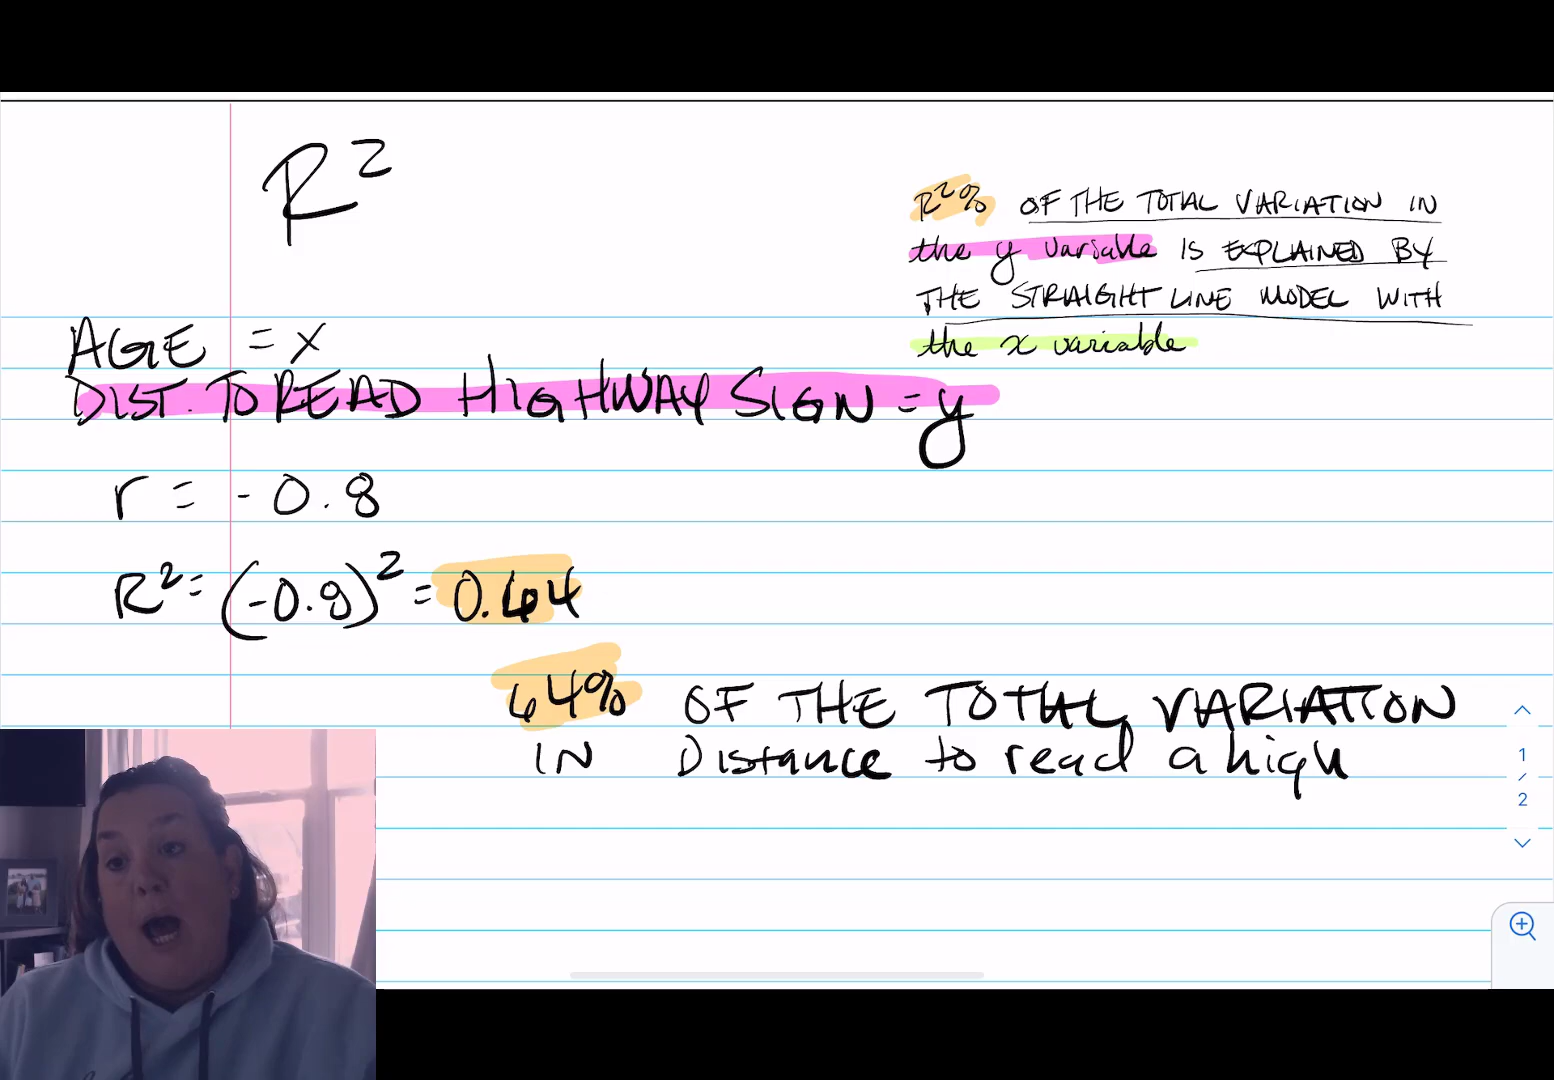 R²
R²% OF THE TOTAL VARIATION IN
the y variable IS EXPLAINED BY
THE STRAIGHT LINE MODEL WITH
the x variable
AGE = x
DIST. TO READ HIGHWAY SIGN = y
r = -0.8
R² = (-0.8)² = 0.64
64% OF THE TOTAL VARIATION
IN Distance to read a high
1
/
2